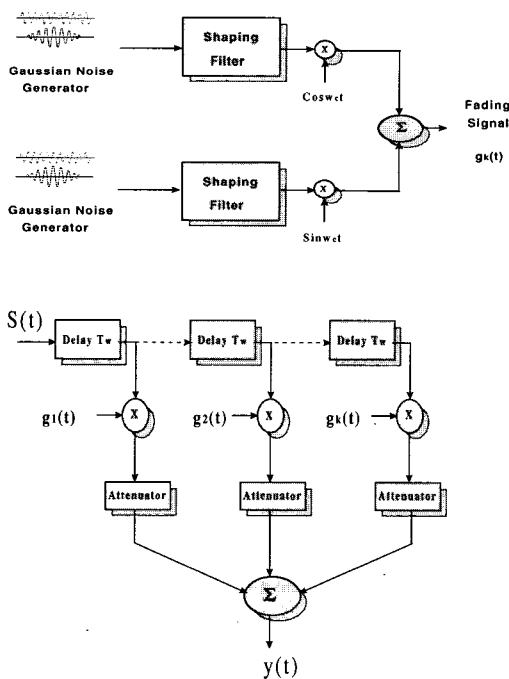 Gaussian Noise
Generator
Shaping
Filter
X
Coswct
Σ
Fading
Signal
gk(t)
Gaussian Noise
Generator
Shaping
Filter
X
Sinwct
S(t)
Delay Tw
Delay Tw
Delay Tw
g1(t)
X
g2(t)
X
gk(t)
X
Attenuator
Attenuator
Attenuator
Σ
y(t)